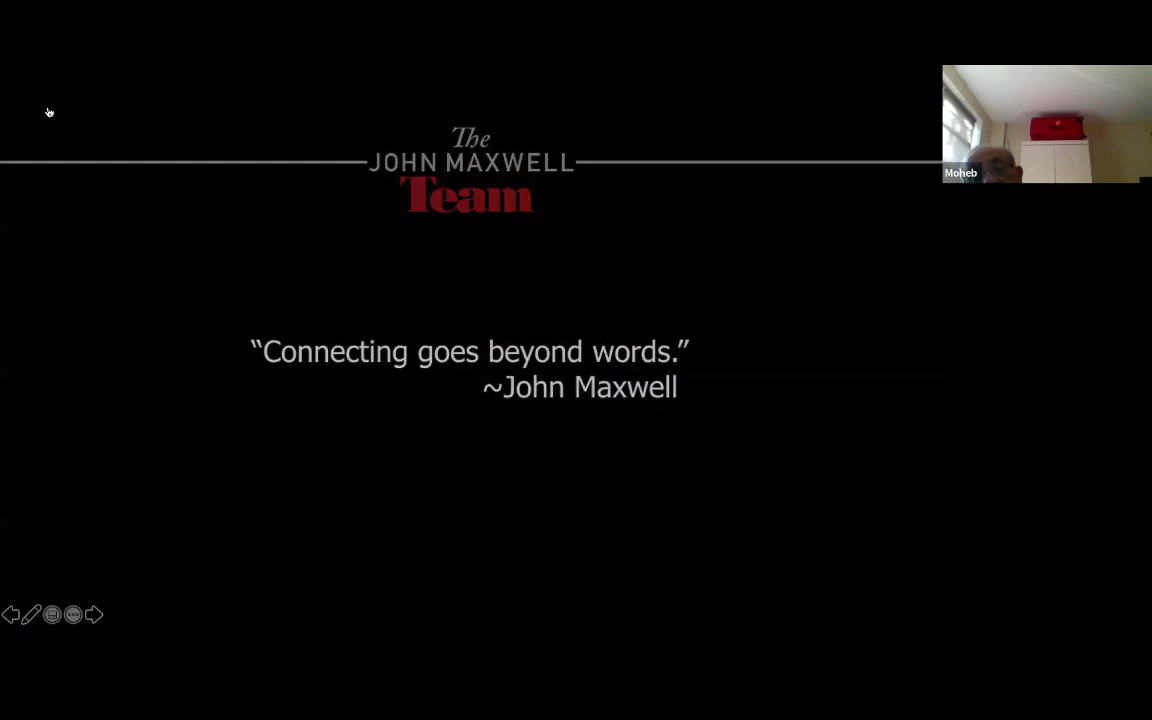 The
JOHN MAXWELL
Team
Moheb
“Connecting goes beyond words.”
~John Maxwell